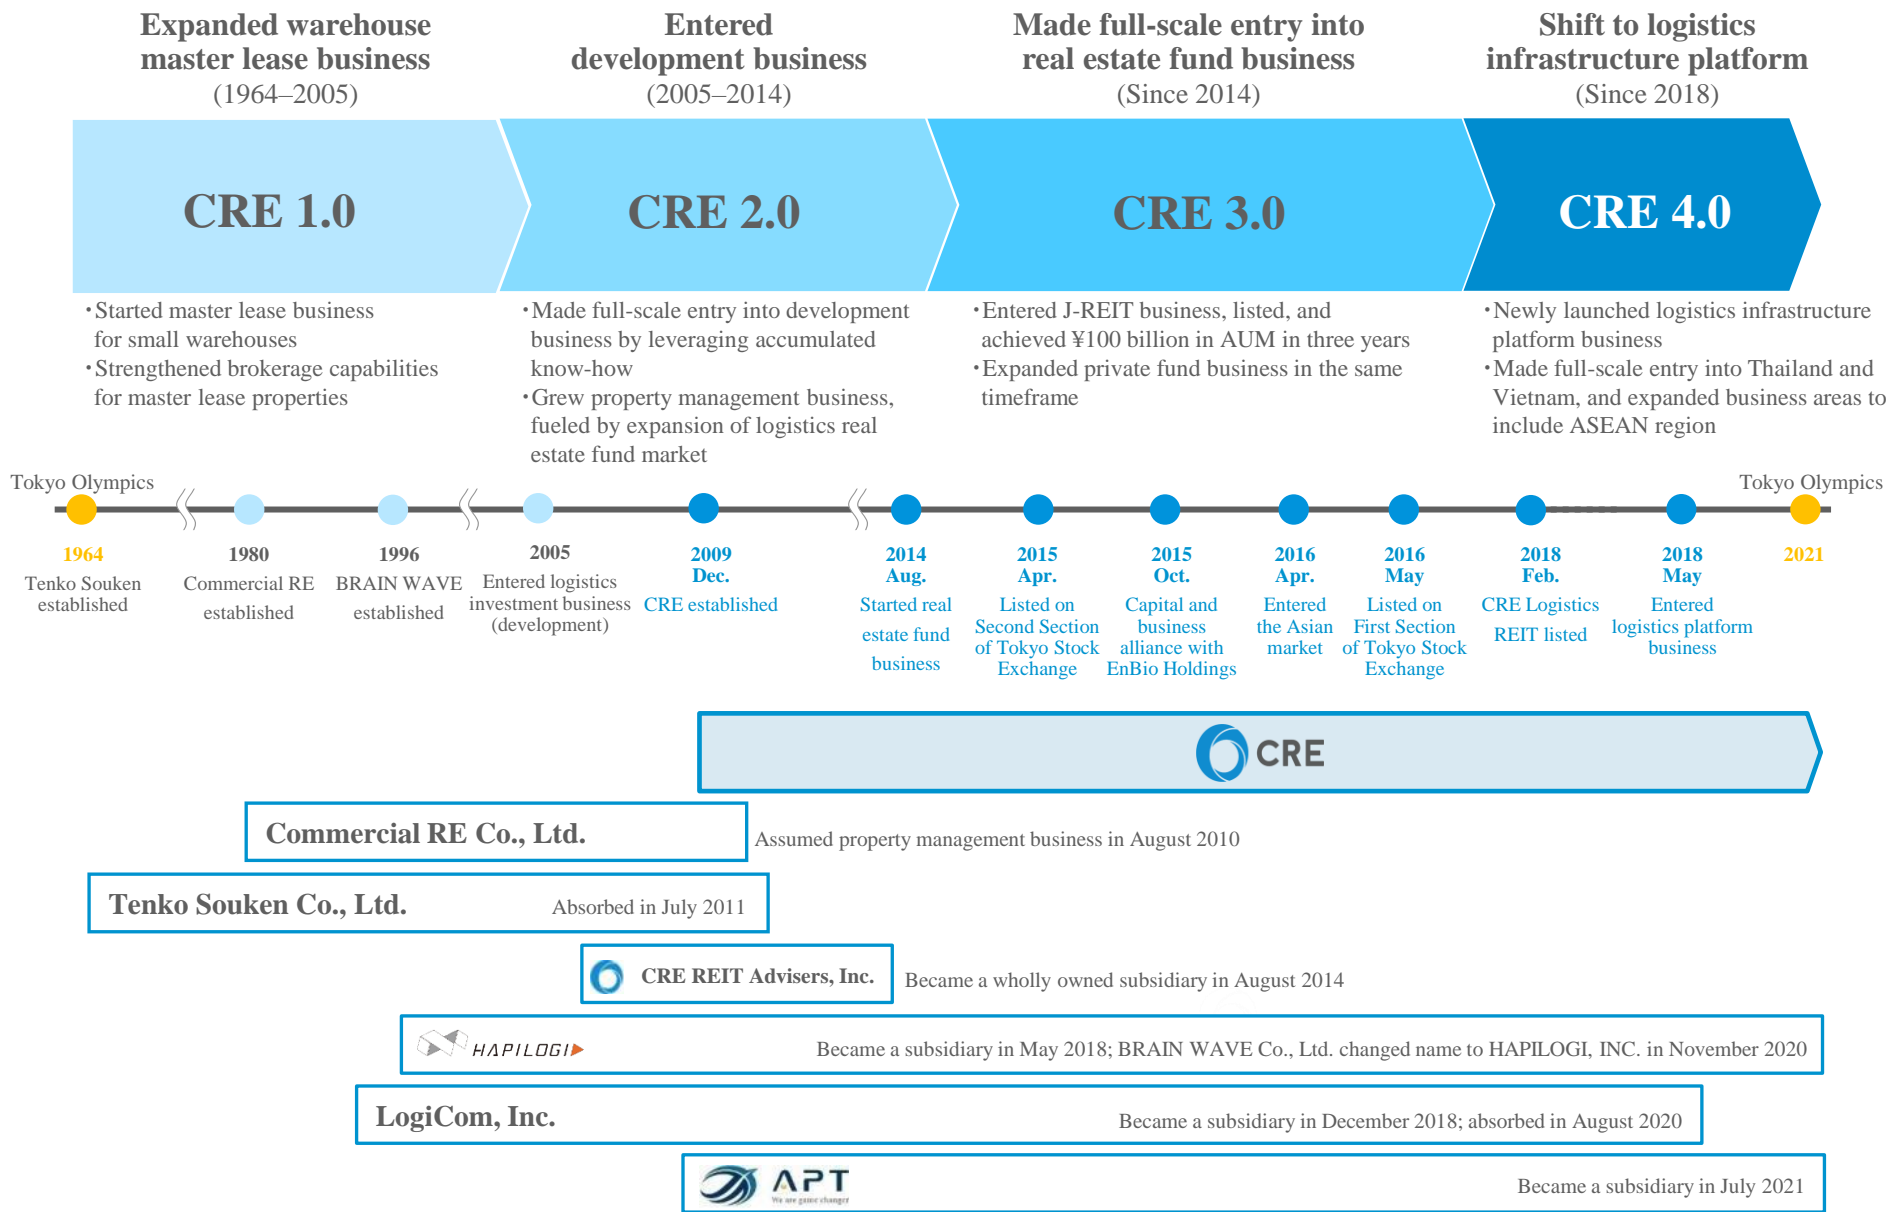 Expanded warehouse
master lease business
(1964–2005)
Entered
development business
(2005–2014)
Made full-scale entry into
real estate fund business
(Since 2014)
Shift to logistics
infrastructure platform
(Since 2018)
CRE 1.0
CRE 2.0
CRE 3.0
CRE 4.0
・Started master lease business
for small warehouses
・Strengthened brokerage capabilities
for master lease properties
・Made full-scale entry into development
business by leveraging accumulated
know-how
・Grew property management business,
fueled by expansion of logistics real
estate fund market
・Entered J-REIT business, listed, and
achieved ¥100 billion in AUM in three years
・Expanded private fund business in the same
timeframe
・Newly launched logistics infrastructure
platform business
・Made full-scale entry into Thailand and
Vietnam, and expanded business areas to
include ASEAN region
Tokyo Olympics
Tokyo Olympics
1964
Tenko Souken
established
1980
Commercial RE
established
1996
BRAIN WAVE
established
2005
Entered logistics
investment business
(development)
2009
Dec.
CRE established
2014
Aug.
Started real
estate fund
business
2015
Apr.
Listed on
Second Section
of Tokyo Stock
Exchange
2015
Oct.
Capital and
business
alliance with
EnBio Holdings
2016
Apr.
Entered
the Asian
market
2016
May
Listed on
First Section
of Tokyo Stock
Exchange
2018
Feb.
CRE Logistics
REIT listed
2018
May
Entered
logistics platform
business
2021
CRE
Commercial RE Co., Ltd.
Assumed property management business in August 2010
Tenko Souken Co., Ltd.
Absorbed in July 2011
CRE REIT Advisers, Inc.
Became a wholly owned subsidiary in August 2014
HAPILOGI
Became a subsidiary in May 2018; BRAIN WAVE Co., Ltd. changed name to HAPILOGI, INC. in November 2020
LogiCom, Inc.
Became a subsidiary in December 2018; absorbed in August 2020
APT
We are game changer
Became a subsidiary in July 2021